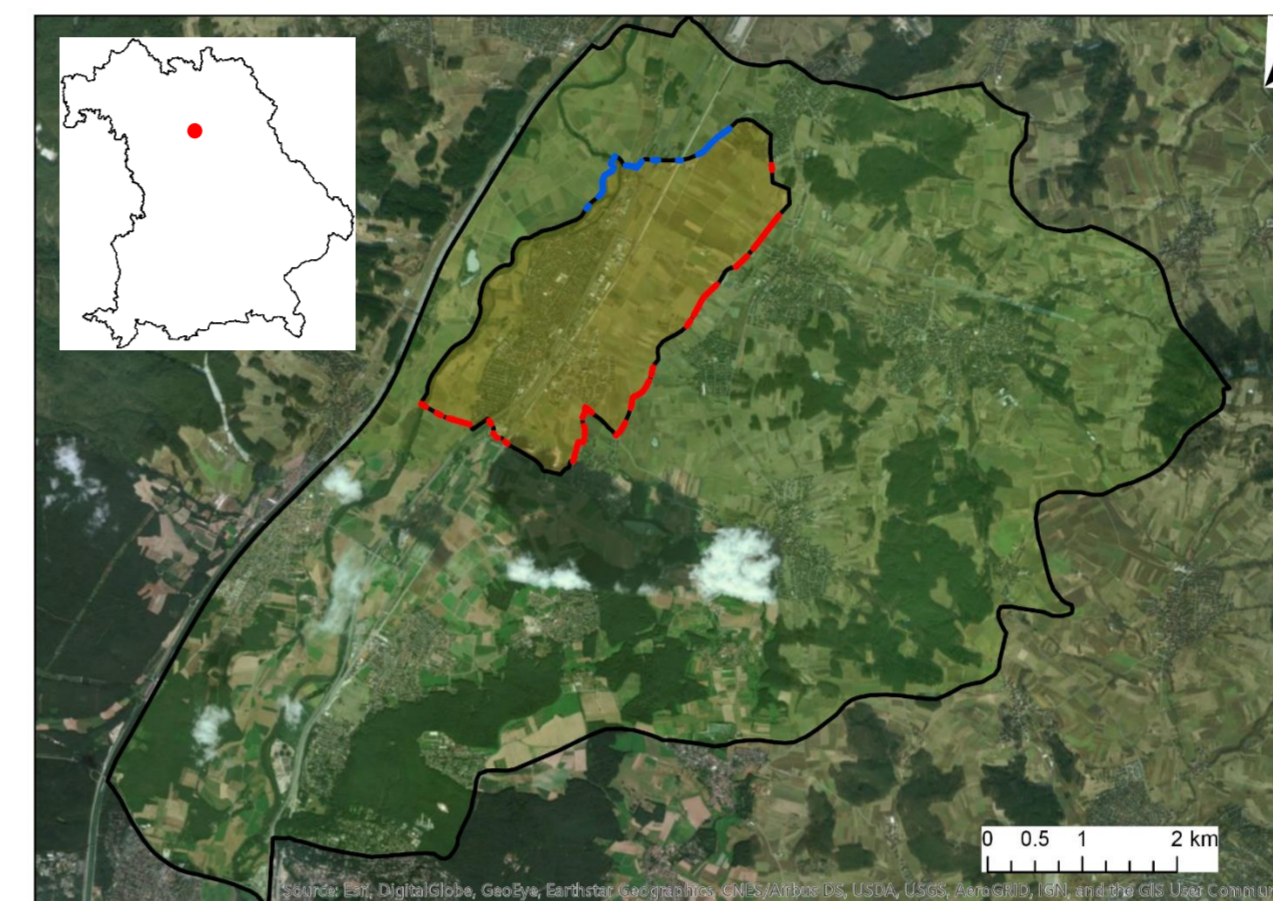 0 0.5 1 2 km
Source: Esri, DigitalGlobe, GeoEye, Earthstar Geographics, CNES/Airbus DS, USDA, USGS, AeroGRID, IGN, and the GIS User Commu